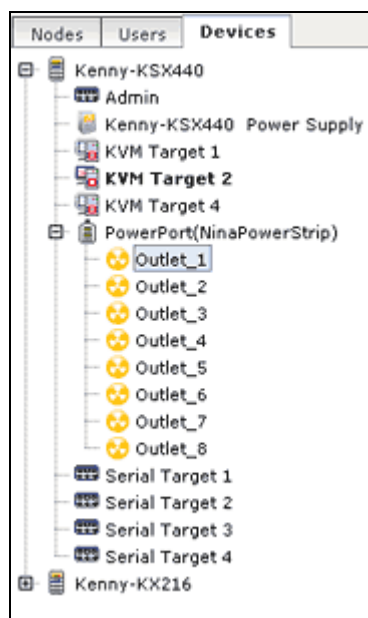 Nodes Users Devices
Kenny-KSX440
Admin
Kenny-KSX440 Power Supply
KVM Target 1
KVM Target 2
KVM Target 4
PowerPort(NinaPowerStrip)
Outlet_1
Outlet_2
Outlet_3
Outlet_4
Outlet_5
Outlet_6
Outlet_7
Outlet_8
Serial Target 1
Serial Target 2
Serial Target 3
Serial Target 4
Kenny-KX216